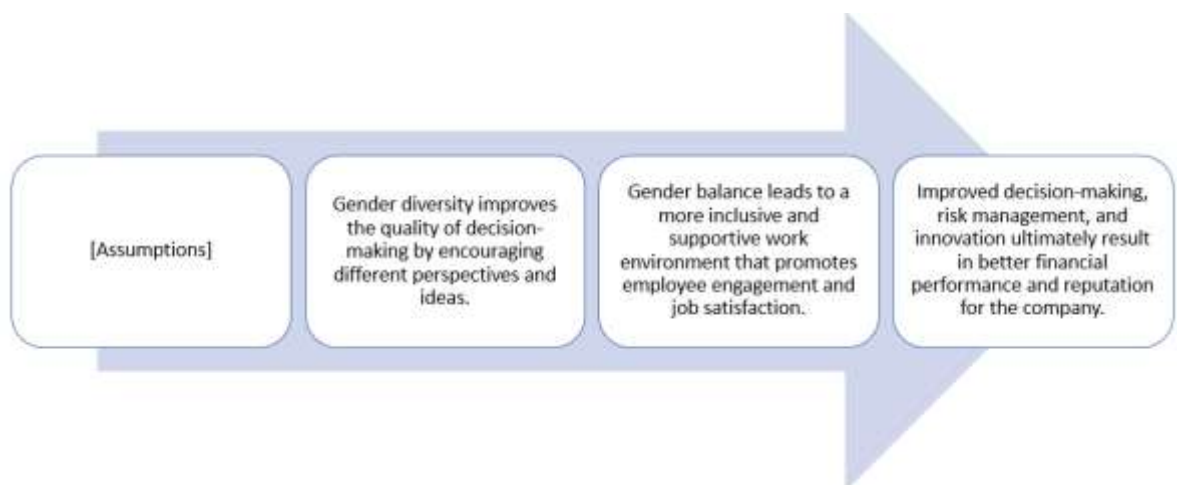 [Assumptions]
Gender diversity improves
the quality of decision-
making by encouraging
different perspectives and
ideas.
Gender balance leads to a
more inclusive and
supportive work
environment that promotes
employee engagement and
job satisfaction.
Improved decision-making,
risk management, and
innovation ultimately result
in better financial
performance and reputation
for the company.